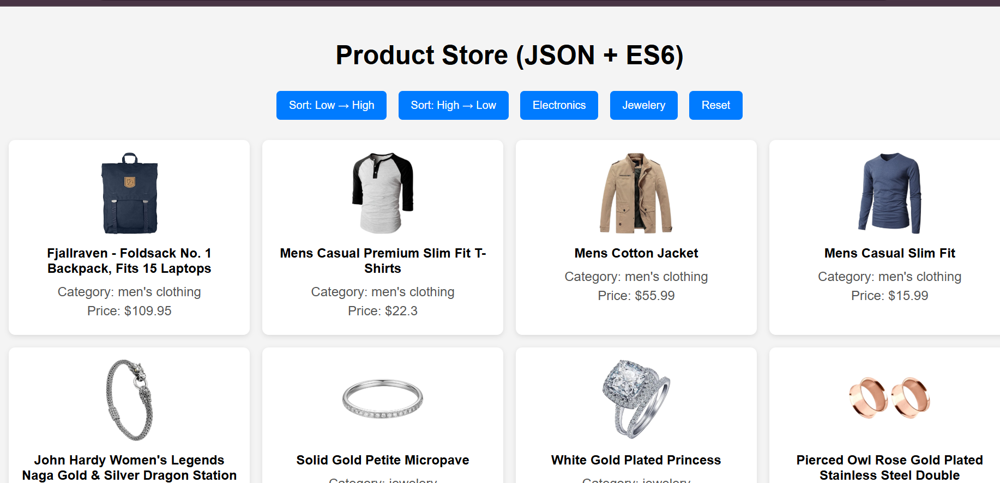 Product Store (JSON + ES6)
Sort: Low → High
Sort: High → Low
Electronics
Jewelery
Reset
Fjallraven - Foldsack No. 1
Backpack, Fits 15 Laptops
Category: men's clothing
Price: $109.95
Mens Casual Premium Slim Fit T-
Shirts
Category: men's clothing
Price: $22.3
Mens Cotton Jacket
Category: men's clothing
Price: $55.99
Mens Casual Slim Fit
Category: men's clothing
Price: $15.99
John Hardy Women's Legends
Naga Gold & Silver Dragon Station
Solid Gold Petite Micropave
Category: jewelery
White Gold Plated Princess
Category: jewelery
Pierced Owl Rose Gold Plated
Stainless Steel Double